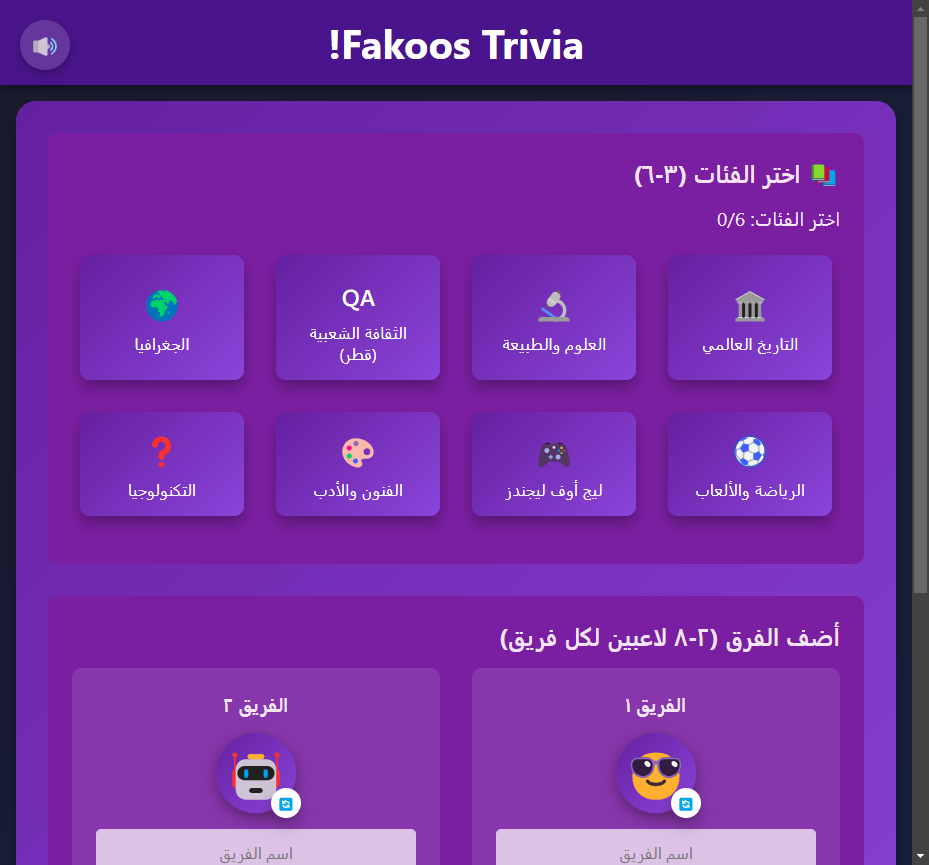 !Fakoos Trivia
اختر الفئات (٣-٦)
اختر الفئات: 0/6
التاريخ العالمي
العلوم والطبيعة
QA
الثقافة الشعبية
(قطر)
الجغرافيا
الرياضة والألعاب
ليج أوف ليجندز
الفنون والأدب
التكنولوجيا
أضف الفرق (٢-٨ لاعبين لكل فريق)
الفريق ١
اسم الفريق
الفريق ٢
اسم الفريق